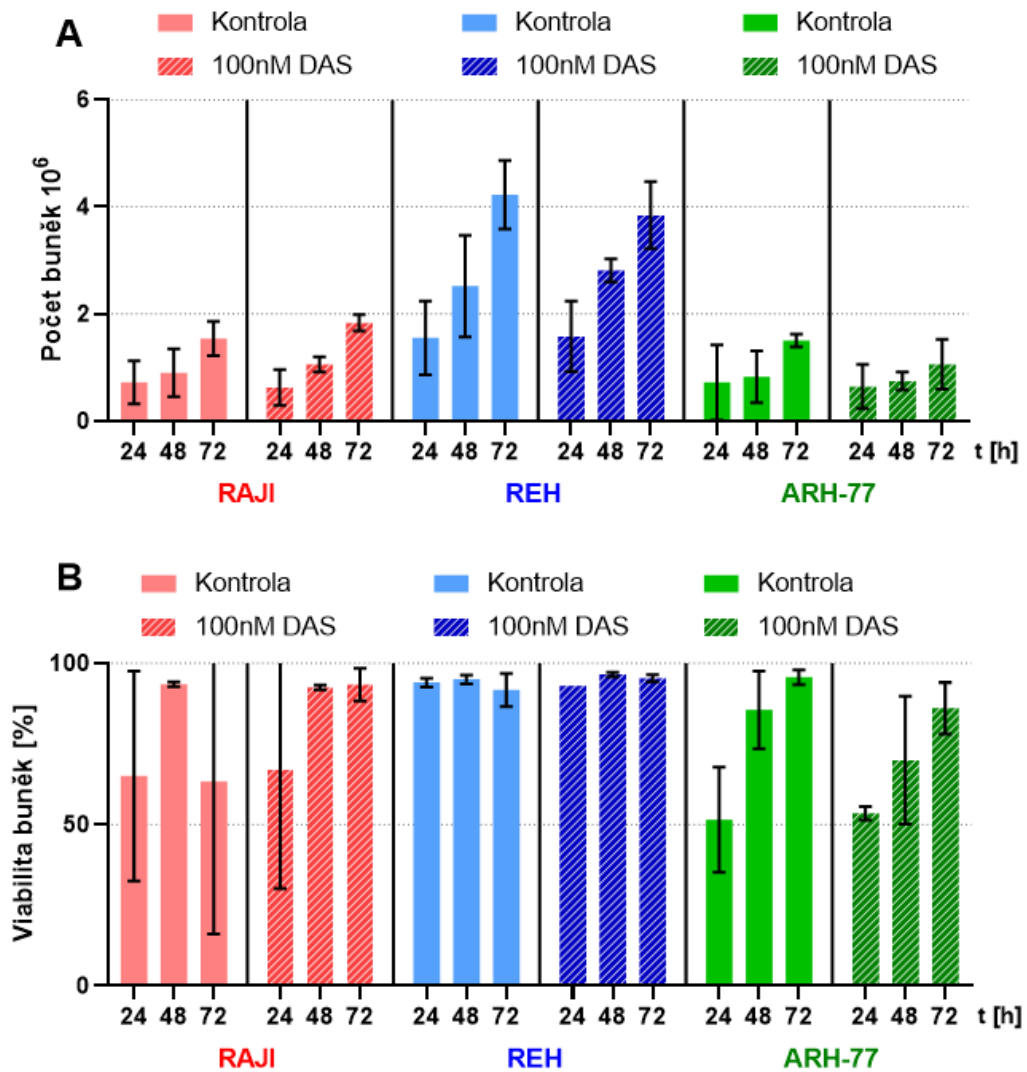 A
Kontrola Kontrola Kontrola
100nM DAS 100nM DAS 100nM DAS
Počet buněk 10⁶
6
4
2
0
24 48 72 24 48 72 24 48 72 24 48 72 24 48 72 24 48 72 t [h]
RAJI REH ARH-77
B
Kontrola Kontrola Kontrola
100nM DAS 100nM DAS 100nM DAS
Viabilita buněk [%]
100
50
0
24 48 72 24 48 72 24 48 72 24 48 72 24 48 72 24 48 72 t [h]
RAJI REH ARH-77